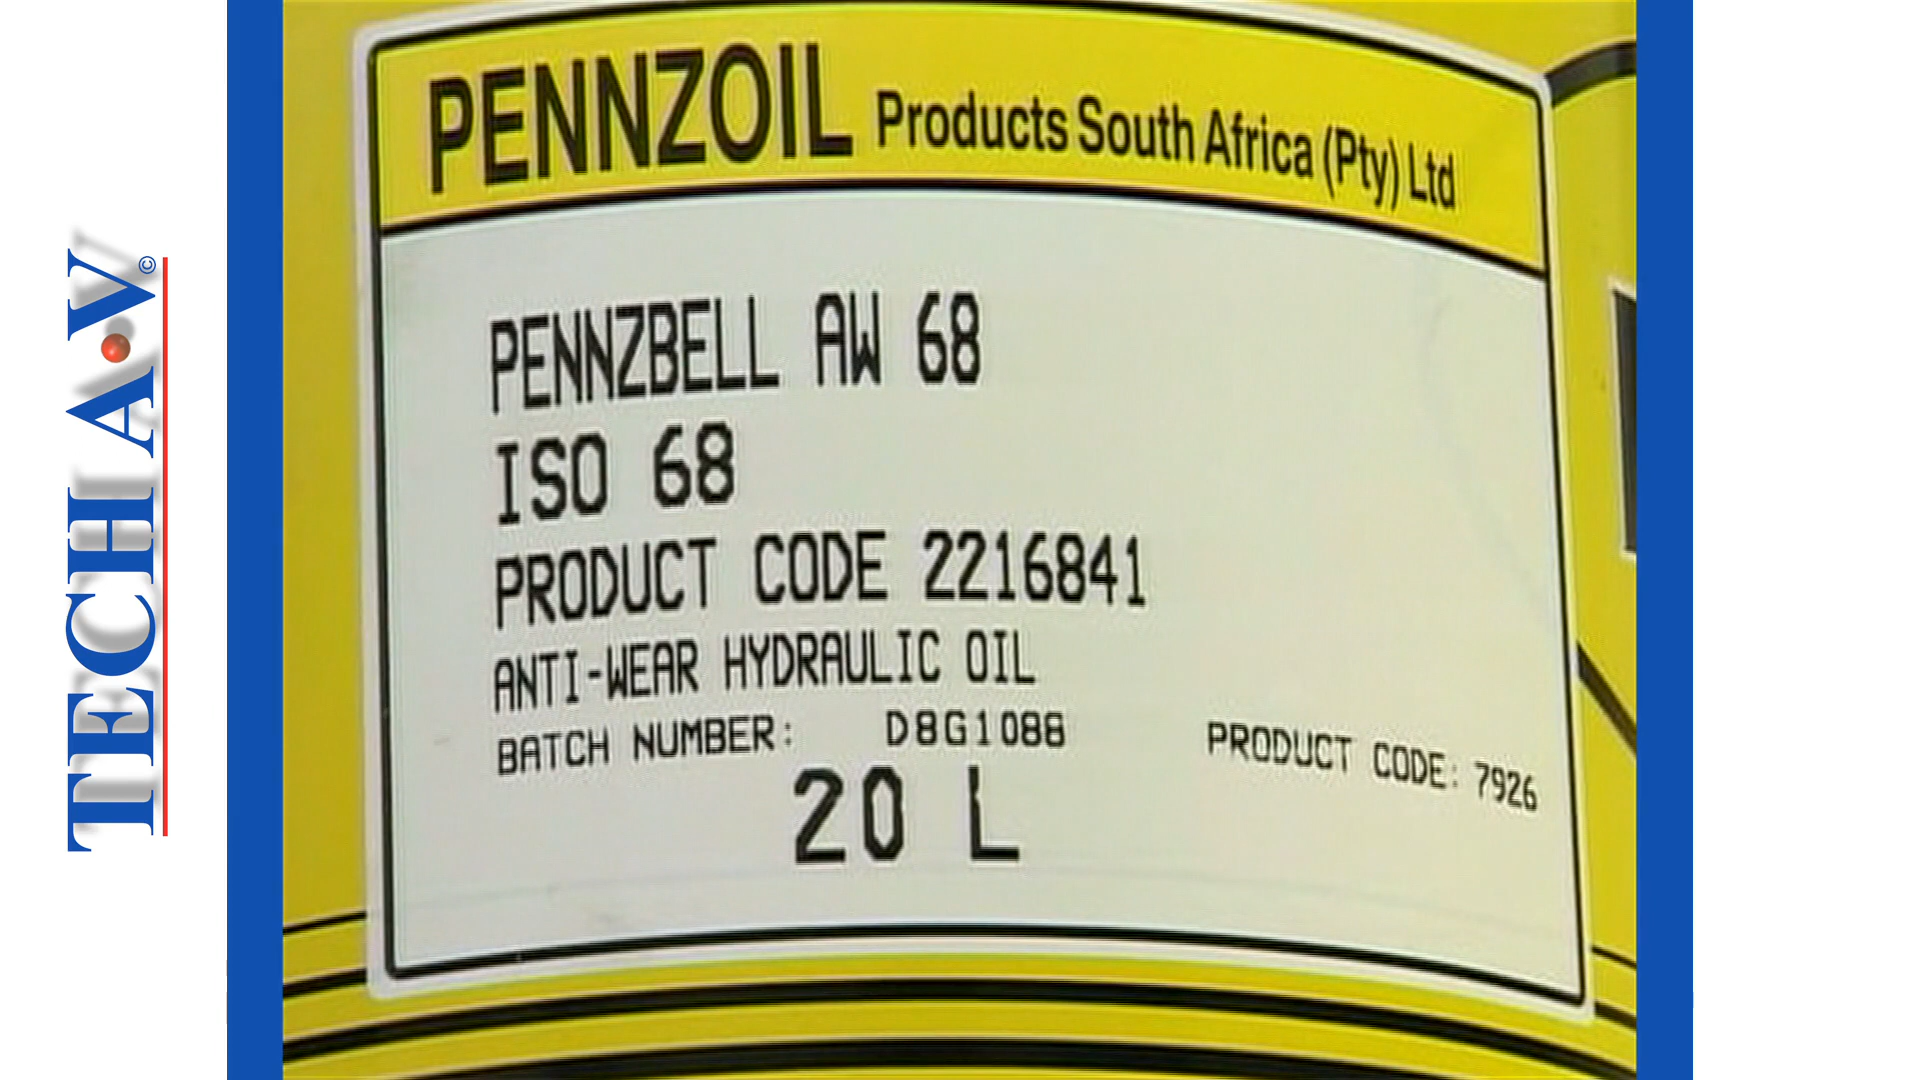 TECH AV©
PENNZOIL Products South Africa (Pty) Ltd
PENNZBELL AW 68
ISO 68
PRODUCT CODE 2216841
ANTI-WEAR HYDRAULIC OIL
BATCH NUMBER: D8G1088 PRODUCT CODE: 7926
20 L